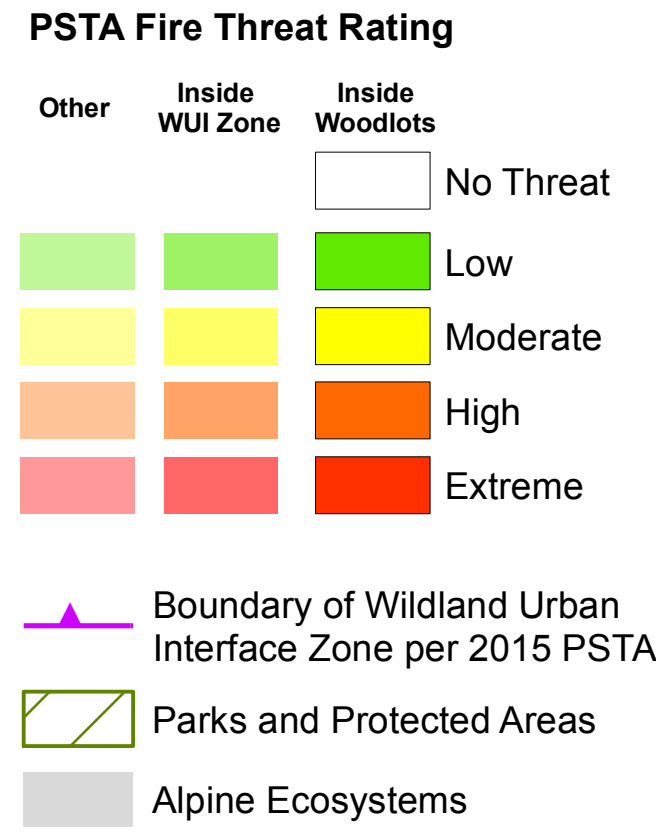 PSTA Fire Threat Rating
Other
Inside
WUI Zone
Inside
Woodlots
No Threat
Low
Moderate
High
Extreme
Boundary of Wildland Urban
Interface Zone per 2015 PSTA
Parks and Protected Areas
Alpine Ecosystems